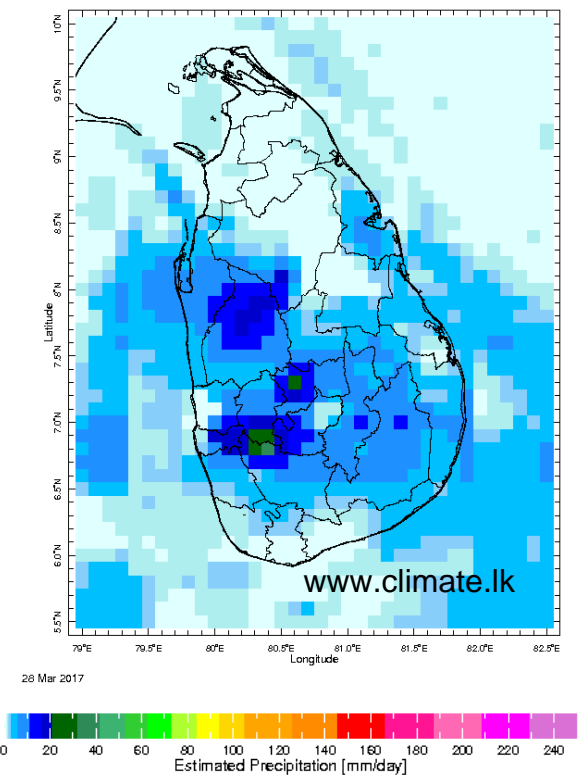 10°N
9.5°N
9°N
8.5°N
8°N
7.5°N
7.0°N
6.5°N
6.0°N
5.5°N
Latitude
www.climate.lk
79°E 79.5°E 80°E 80.5°E 81.0°E 81.5°E 82.0°E 82.5°E
Longitude
28 Mar 2017
0 20 40 60 80 100 120 140 160 180 200 220 240
Estimated Precipitation [mm/day]